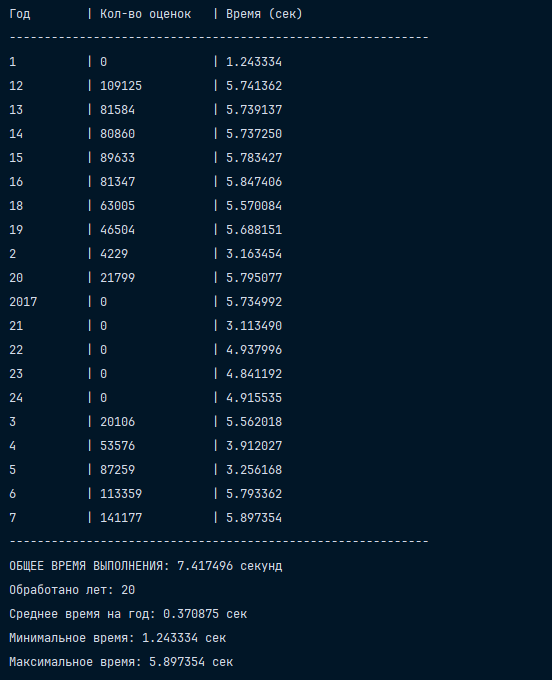 Год        | Кол-во оценок   | Время (сек)
------------------------------------------------------------
1          | 0               | 1.243334
12         | 109125          | 5.741362
13         | 81584           | 5.739137
14         | 80860           | 5.737250
15         | 89633           | 5.783427
16         | 81347           | 5.847406
18         | 63005           | 5.570084
19         | 46504           | 5.688151
2          | 4229            | 3.163454
20         | 21799           | 5.795077
2017       | 0               | 5.734992
21         | 0               | 3.113490
22         | 0               | 4.937996
23         | 0               | 4.841192
24         | 0               | 4.915535
3          | 20106           | 5.562018
4          | 53576           | 3.912027
5          | 87259           | 3.256168
6          | 113359          | 5.793362
7          | 141177          | 5.897354
------------------------------------------------------------
ОБЩЕЕ ВРЕМЯ ВЫПОЛНЕНИЯ: 7.417496 секунд
Обработано лет: 20
Среднее время на год: 0.370875 сек
Минимальное время: 1.243334 сек
Максимальное время: 5.897354 сек